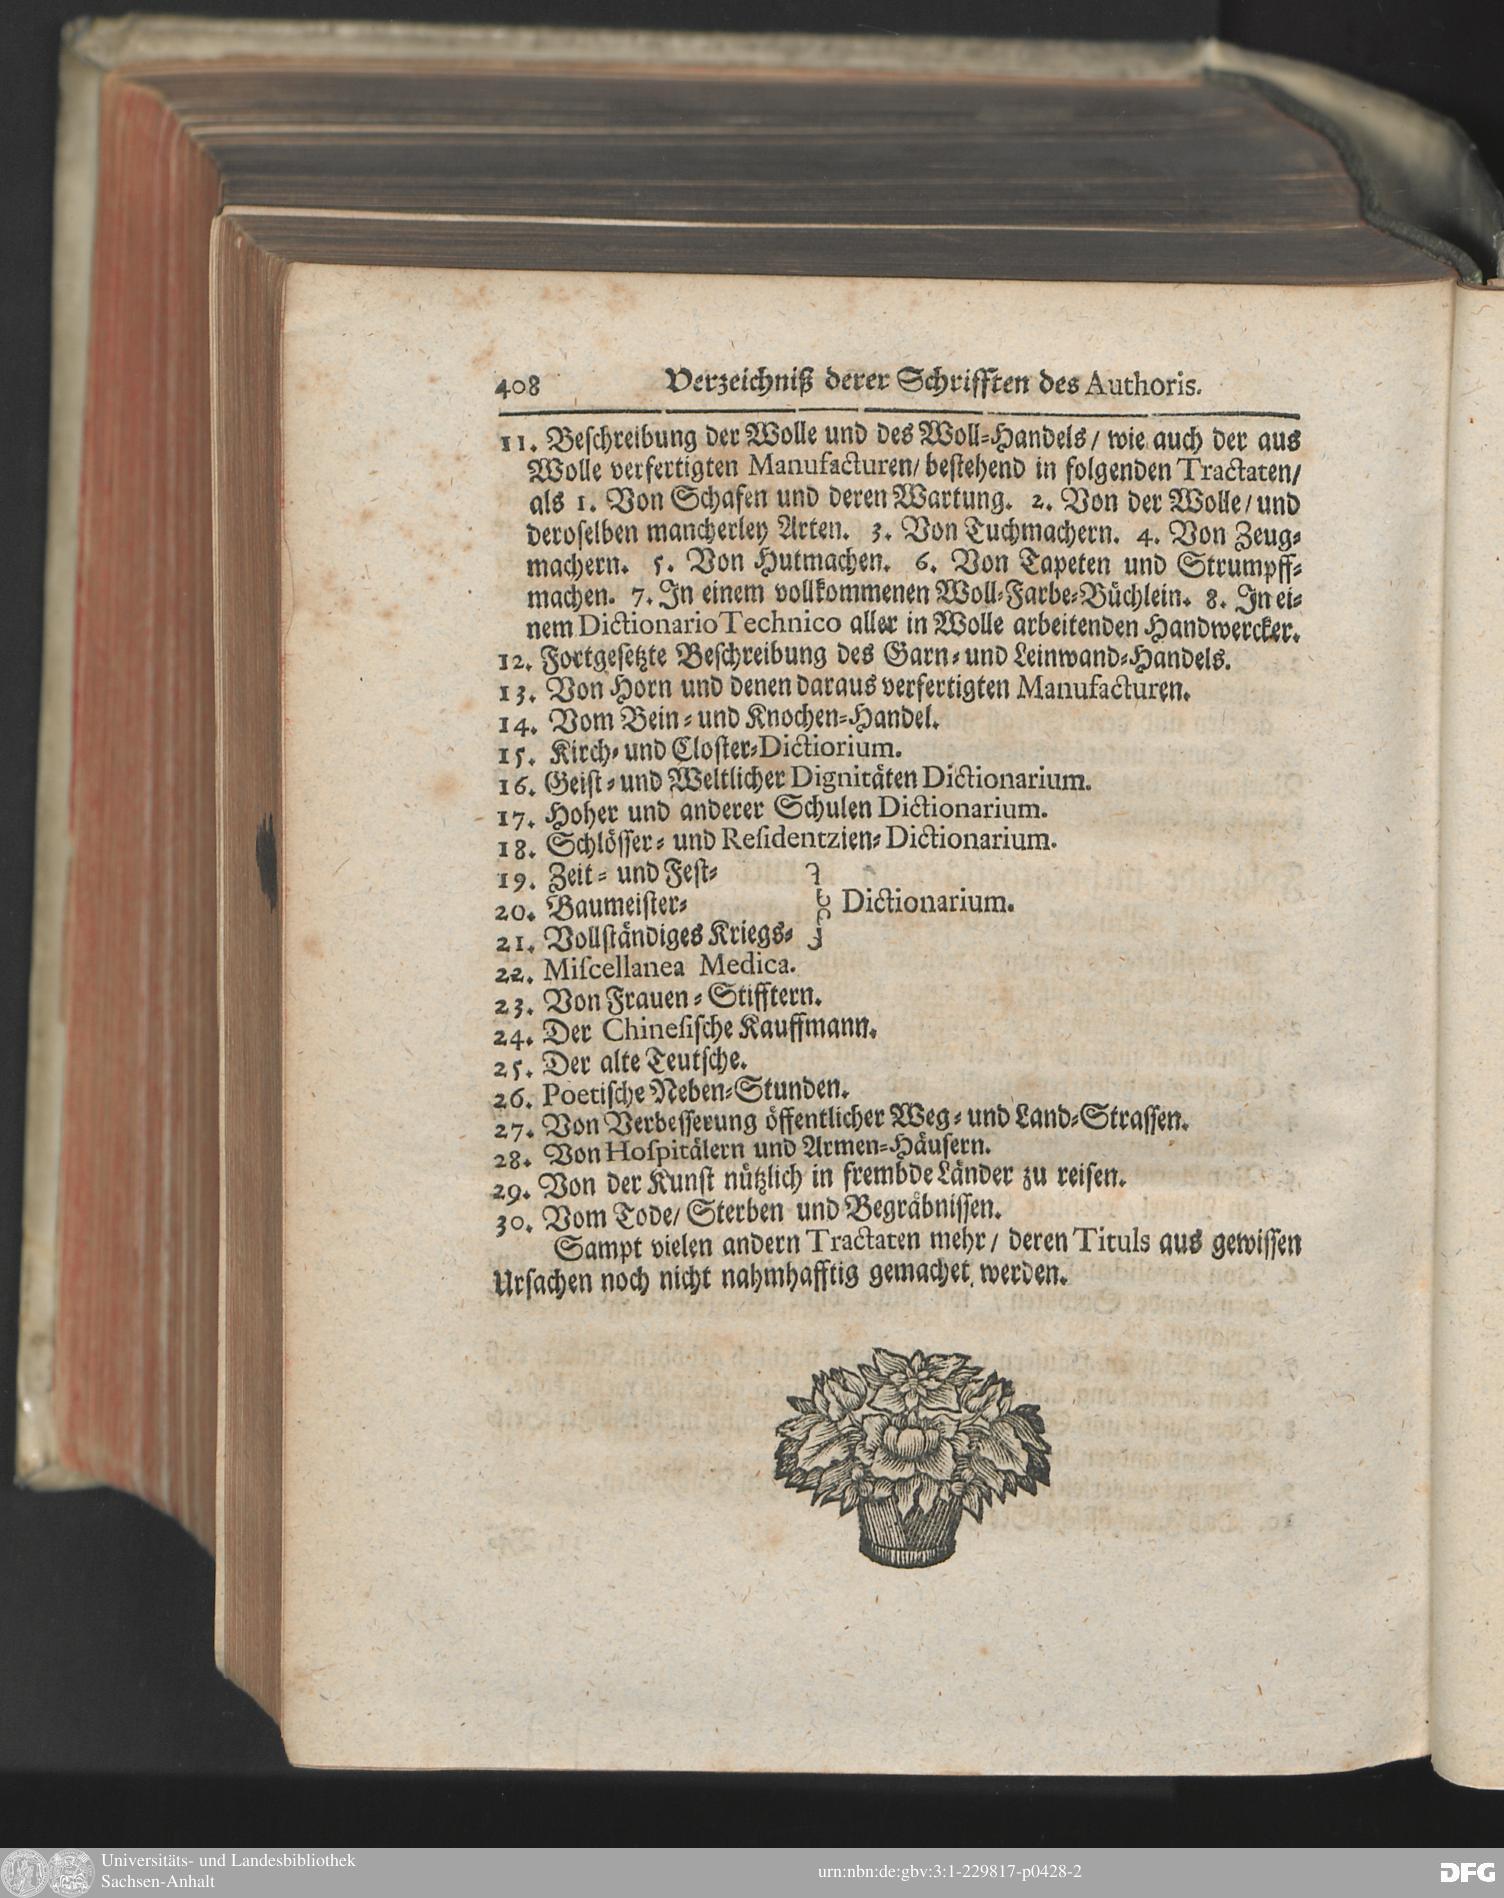 408 Verzeichniß derer Schrifften des Authoris.
11. Beſchreibung der Wolle und des Woll-Handels/ wie auch der aus
Wolle verfertigten Manufacturen/ beſtehend in folgenden Tractaten/
als 1. Von Schafen und deren Wartung. 2. Von der Wolle/ und
deroſelben mancherley Arten. 3. Von Tuchmachern. 4. Von Zeug-
machern. 5. Von Hutmachen. 6. Von Tapeten und Strumpff-
machen. 7. In einem vollkommenen Woll-Farbe-Büchlein. 8. In ei-
nem Dictionario Technico aller in Wolle arbeitenden Handwercker.
12. Fortgeſetzte Beſchreibung des Garn- und Leinwand-Handels.
13. Von Horn und denen daraus verfertigten Manufacturen.
14. Vom Bein- und Knochen-Handel.
15. Kirch- und Cloſter-Dictiorium.
16. Geiſt- und Weltlicher Dignitäten Dictionarium.
17. Hoher und anderer Schulen Dictionarium.
18. Schlöſſer- und Reſidentzien-Dictionarium.
19. Zeit- und Feſt-
20. Baumeiſter- Dictionarium.
21. Vollſtändiges Kriegs-
22. Miſcellanea Medica.
23. Von Frauen-Stifftern.
24. Der Chineſiſche Kauffmann.
25. Der alte Teutſche.
26. Poetiſche Neben-Stunden.
27. Von Verbeſſerung öffentlicher Weg- und Land-Straſſen.
28. Von Hoſpitälern und Armen-Häuſern.
29. Von der Kunſt nützlich in frembde Länder zu reiſen.
30. Vom Tode/ Sterben und Begräbniſſen.
Sampt vielen andern Tractaten mehr/ deren Tituls aus gewiſſen
Urſachen noch nicht nahmhafftig gemachet werden.
Universitäts- und Landesbibliothek
Sachsen-Anhalt
urn:nbn:de:gbv:3:1-229817-p0428-2
DFG